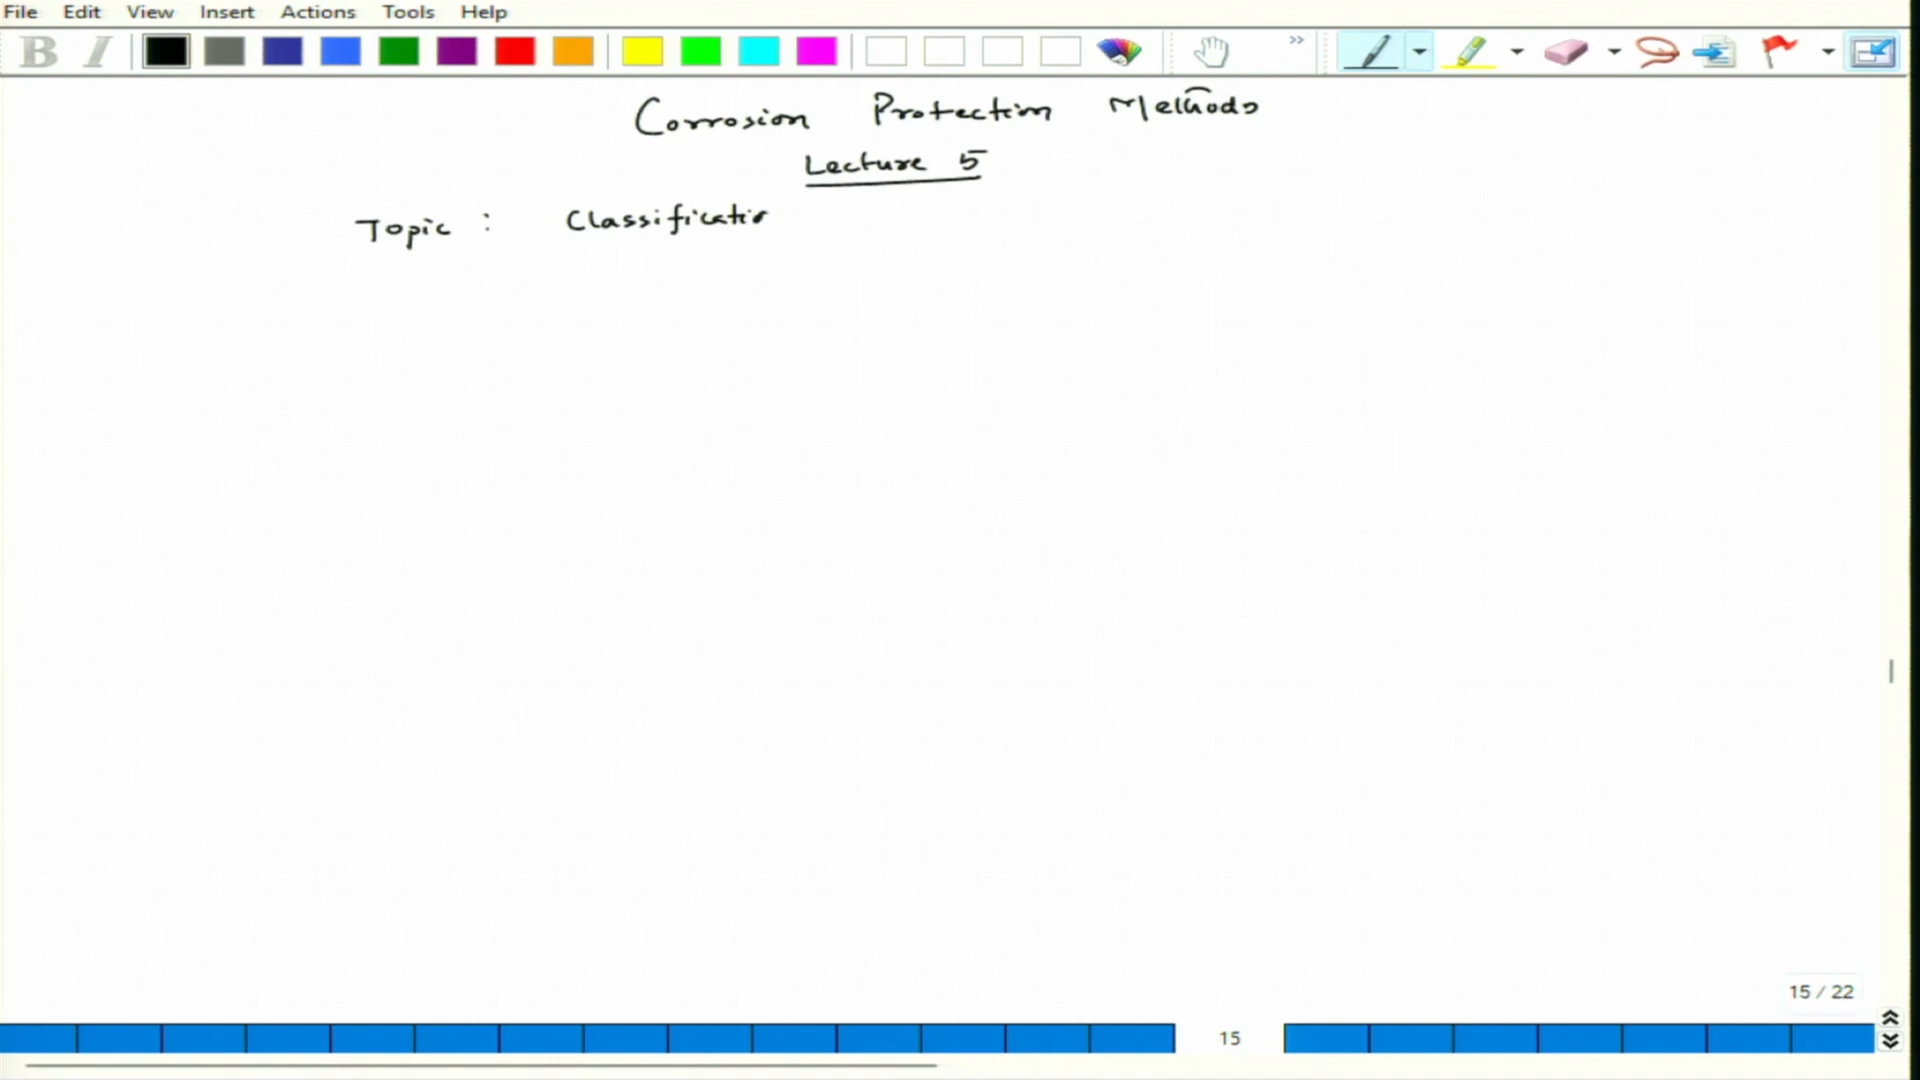 File Edit View Insert Actions Tools Help
B I
Corrosion Protection Methods
Lecture 5
Topic : Classificatio
15 / 22
15